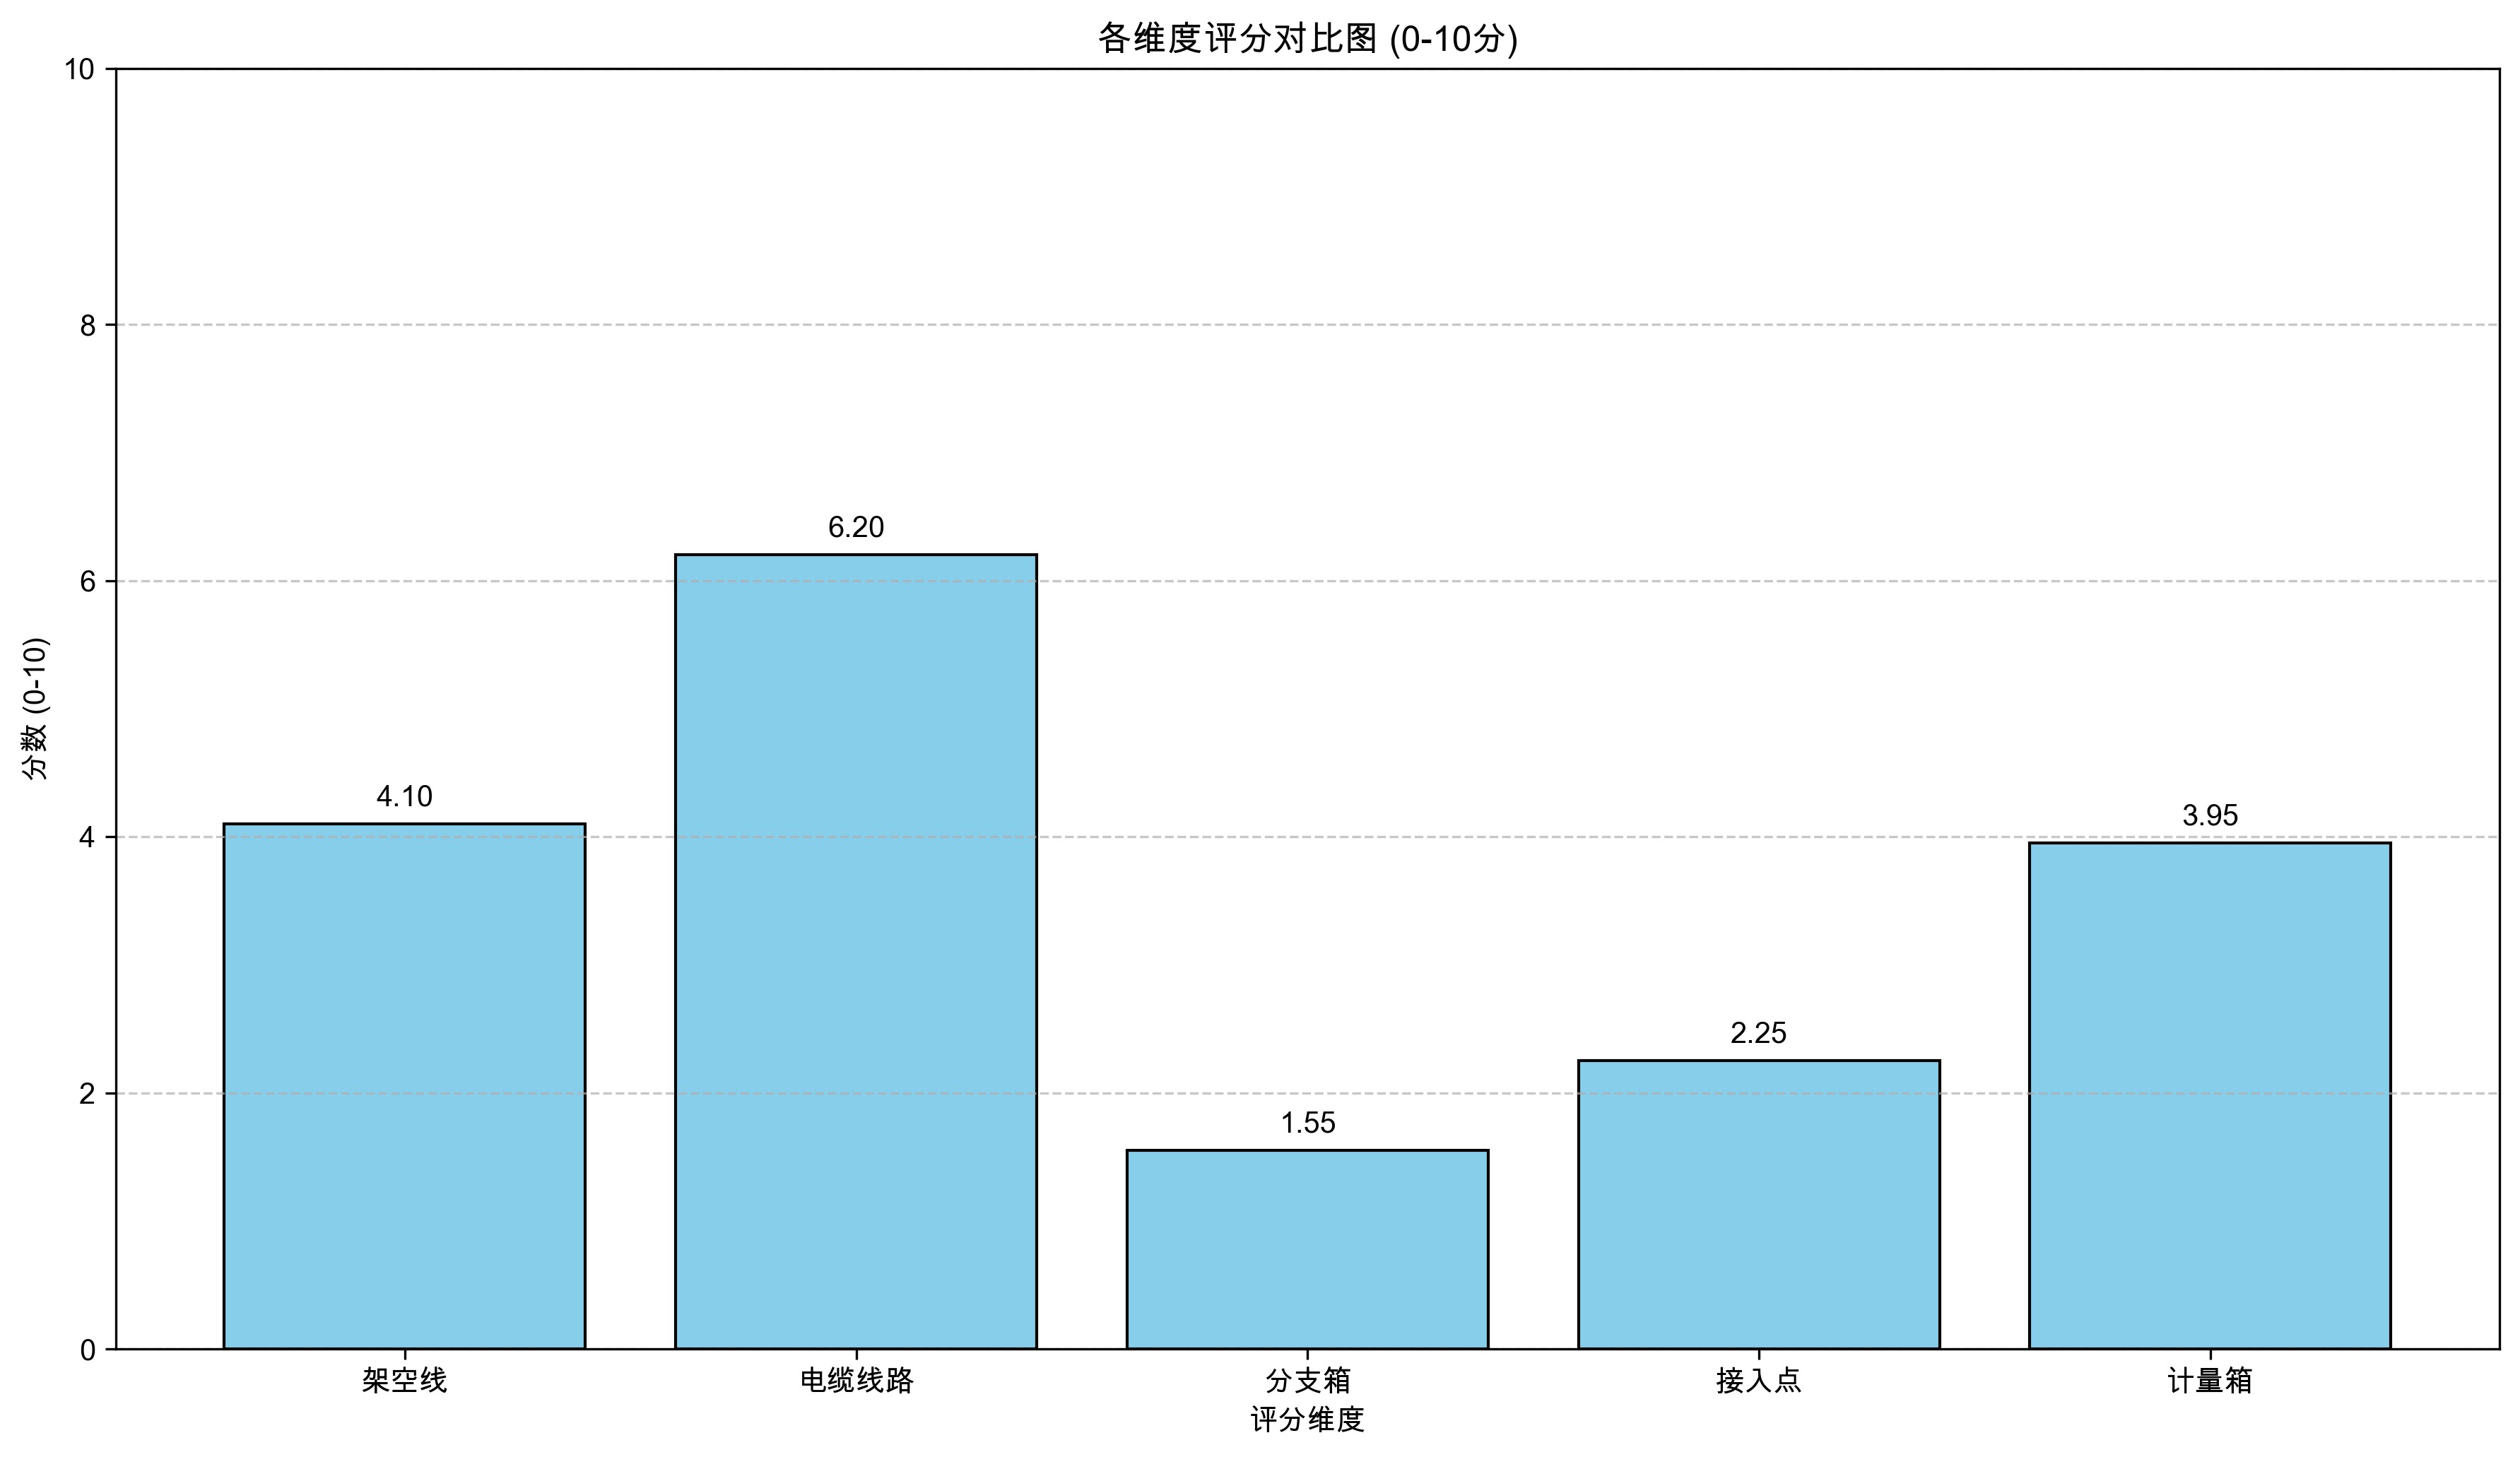 各维度评分对比图 (0-10分)
10
8
6
4
2
0
分数 (0-10)
4.10
6.20
1.55
2.25
3.95
架空线
电缆线路
分支箱
接入点
计量箱
评分维度